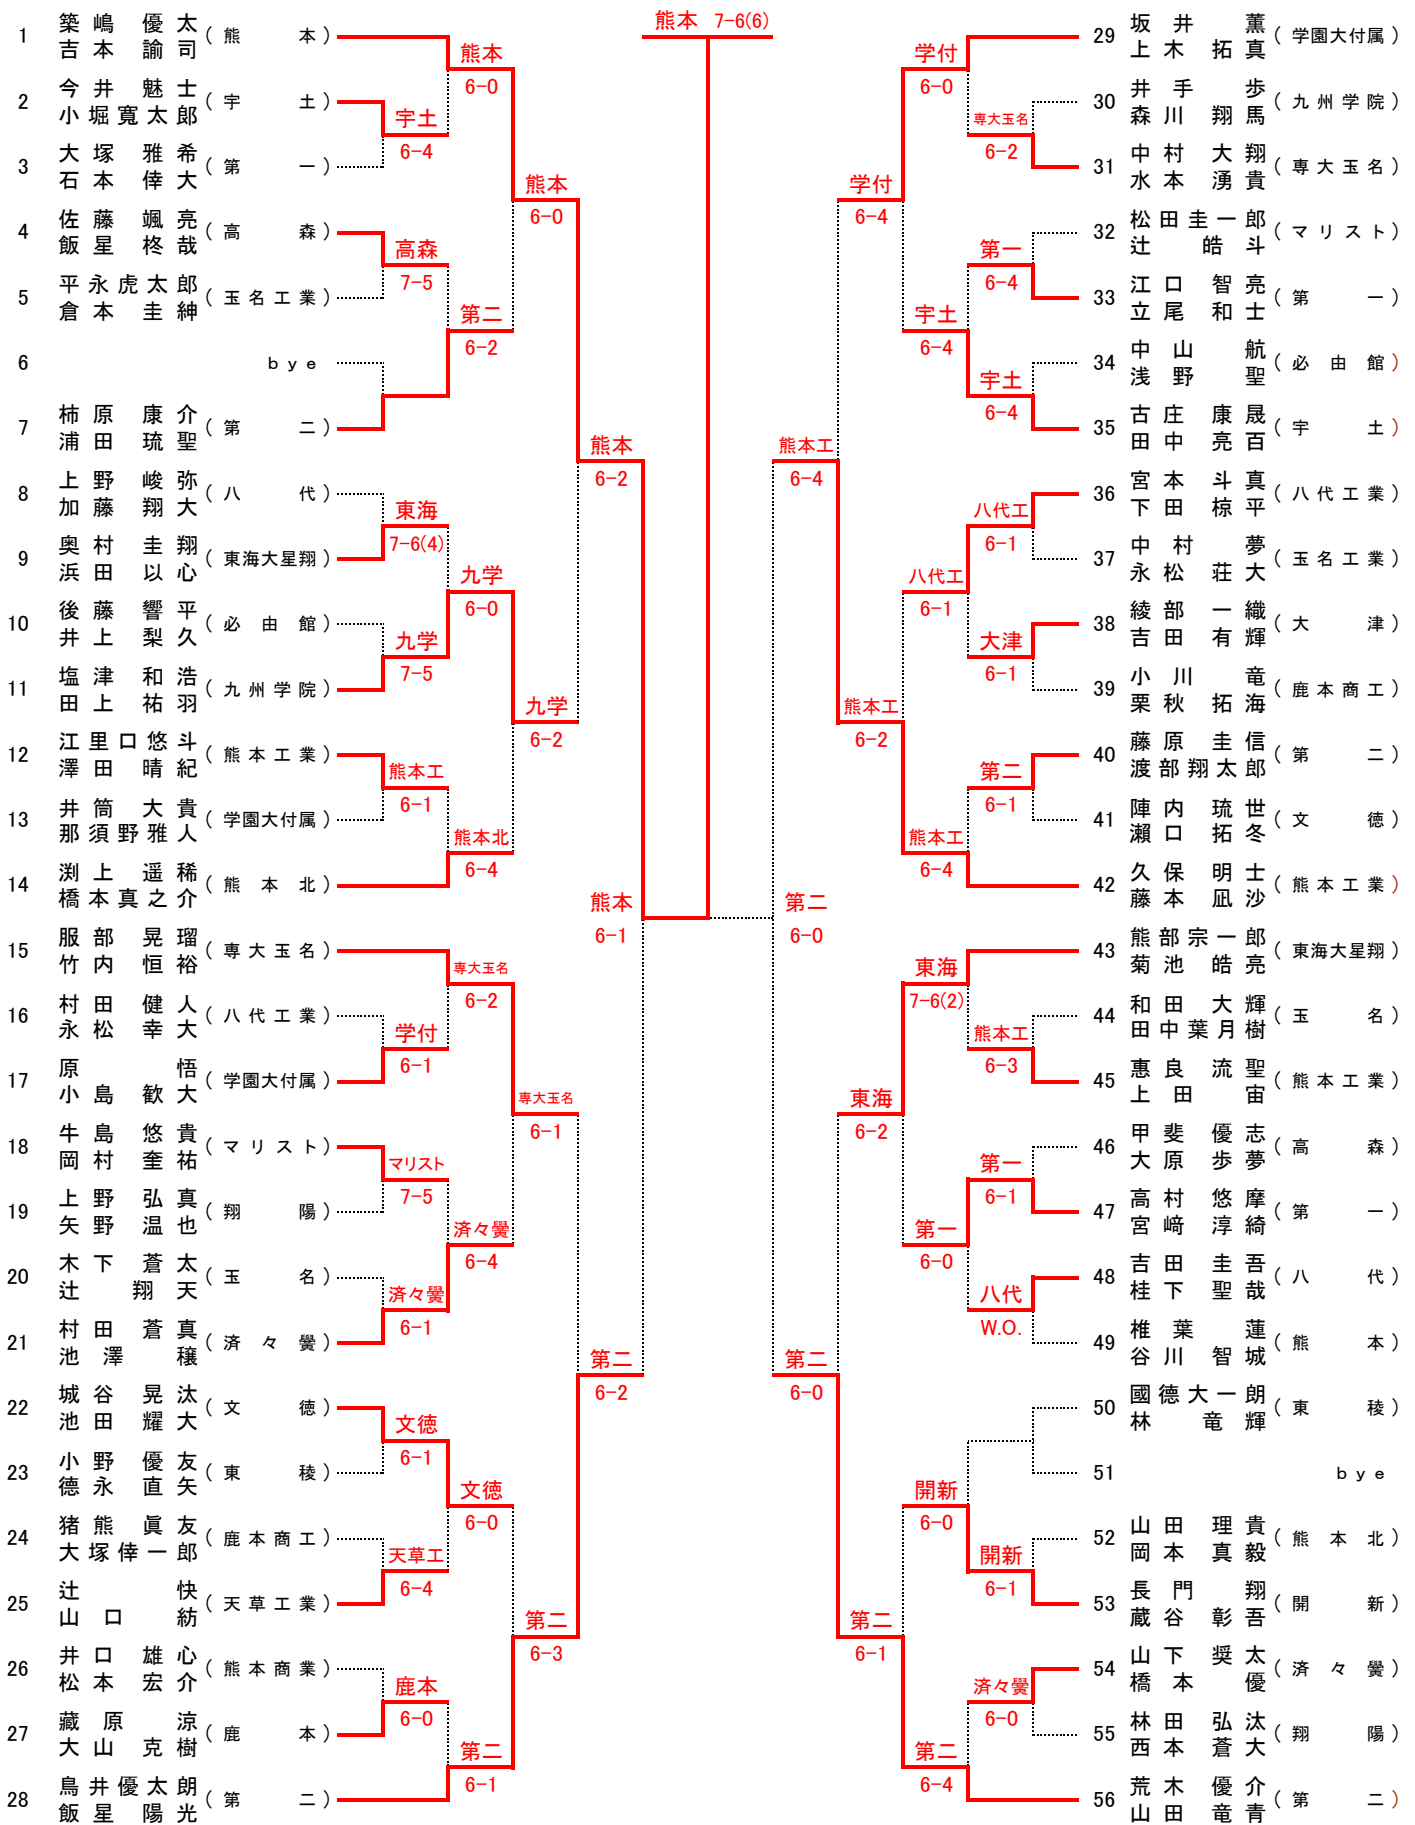 熊本 7-6(6)
1 築嶋 優太 吉本 諭司 (熊本)
2 今井 魅士 小堀寛太郎 (宇土)
3 大塚 雅希 石本 倖大 (第一)
4 佐藤 颯亮 飯星 柊哉 (高森)
5 平永虎太郎 倉本 圭紳 (玉名工業)
6 bye
7 柿原 康介 浦田 琉聖 (第二)
8 上野 峻弥 加藤 翔大 (八代)
9 奥村 圭翔 浜田 以心 (東海大星翔)
10 後藤 響平 井上 梨久 (必由館)
11 塩津 和浩 田上 祐羽 (九州学院)
12 江里口悠斗 澤田 晴紀 (熊本工業)
13 井筒 大貴 那須野雅人 (学園大付属)
14 渕上 遥稀 橋本真之介 (熊本北)
15 服部 晃瑠 竹内 恒裕 (専大玉名)
16 村田 健人 永松 幸大 (八代工業)
17 原 悟 小島 歓大 (学園大付属)
18 牛島 悠貴 岡村 奎祐 (マリスト)
19 上野 弘真 矢野 温也 (翔陽)
20 木下 蒼太 辻 翔天 (玉名)
21 村田 蒼真 池澤 穣 (済々黌)
22 城谷 晃汰 池田 耀大 (文徳)
23 小野 優友 德永 直矢 (東稜)
24 猪熊 眞友 大塚倖一郎 (鹿本商工)
25 辻 快 山口 紡 (天草工業)
26 井口 雄心 松本 宏介 (熊本商業)
27 藏原 涼 大山 克樹 (鹿本)
28 鳥井優太朗 飯星 陽光 (第二)
宇土 6-4
高森 7-5
東海 7-6(4)
九学 7-5
熊本工 6-1
学付 6-1
マリスト 7-5
済々黌 6-1
文徳 6-1
天草工 6-4
鹿本 6-0
熊本 6-0
第二 6-2
九学 6-0
熊本北 6-4
専大玉名 6-2
済々黌 6-4
文徳 6-0
第二 6-1
熊本 6-0
九学 6-2
専大玉名 6-1
第二 6-3
熊本 6-2
第二 6-2
熊本 6-1
第二 6-0
熊本工 6-4
第二 6-0
学付 6-4
熊本工 6-2
東海 6-2
第二 6-1
学付 6-0
宇土 6-4
八代工 6-1
熊本工 6-4
東海 7-6(2)
第一 6-0
開新 6-0
第二 6-4
専大玉名 6-2
第一 6-4
宇土 6-4
八代工 6-1
大津 6-1
第二 6-1
熊本工 6-3
第一 6-1
八代 W.O.
開新 6-1
済々黌 6-0
29 坂井 薫 上木 拓真 (学園大付属)
30 井手 歩 森川 翔馬 (九州学院)
31 中村 大翔 水本 湧貴 (専大玉名)
32 松田圭一郎 辻 皓斗 (マリスト)
33 江口 智亮 立尾 和士 (第一)
34 中山 航 浅野 聖 (必由館)
35 古庄 康晟 田中 亮百 (宇土)
36 宮本 斗真 下田 椋平 (八代工業)
37 中村 夢 永松 荘大 (玉名工業)
38 綾部 一織 吉田 有輝 (大津)
39 小川 竜 栗秋 拓海 (鹿本商工)
40 藤原 圭信 渡部翔太郎 (第二)
41 陣内 琉世 瀬口 拓冬 (文徳)
42 久保 明士 藤本 凪沙 (熊本工業)
43 熊部宗一郎 菊池 皓亮 (東海大星翔)
44 和田 大輝 田中葉月樹 (玉名)
45 惠良 流聖 上田 宙 (熊本工業)
46 甲斐 優志 大原 歩夢 (高森)
47 高村 悠摩 宮﨑 淳綺 (第一)
48 吉田 圭吾 桂下 聖哉 (八代)
49 椎葉 蓮 谷川 智城 (熊本)
50 國德大一朗 林 竜輝 (東稜)
51 bye
52 山田 理貴 岡本 真毅 (熊本北)
53 長門 翔 蔵谷 彰吾 (開新)
54 山下 奨太 橋本 優 (済々黌)
55 林田 弘汰 西本 蒼大 (翔陽)
56 荒木 優介 山田 竜青 (第二)